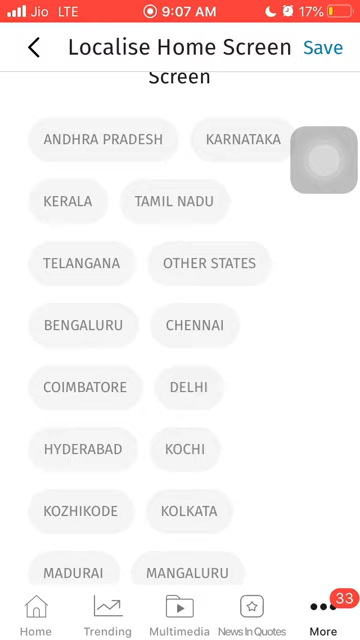 Jio LTE 9:07 AM 17%
Localise Home Screen Save
Screen
ANDHRA PRADESH KARNATAKA
KERALA TAMIL NADU
TELANGANA OTHER STATES
BENGALURU CHENNAI
COIMBATORE DELHI
HYDERABAD KOCHI
KOZHIKODE KOLKATA
MADURAI MANGALURU
33
Home Trending Multimedia News In Quotes More